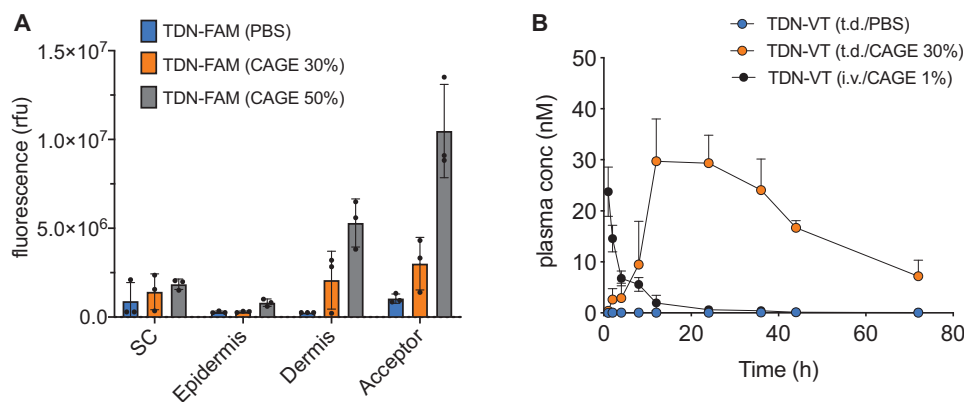 A
TDN-FAM (PBS)
TDN-FAM (CAGE 30%)
TDN-FAM (CAGE 50%)
fluorescence (rfu)
1.5×10⁷
1.0×10⁷
5.0×10⁶
0.0
SC
Epidermis
Dermis
Acceptor
B
TDN-VT (t.d./PBS)
TDN-VT (t.d./CAGE 30%)
TDN-VT (i.v./CAGE 1%)
plasma conc (nM)
50
40
30
20
10
0
0
20
40
60
80
Time (h)